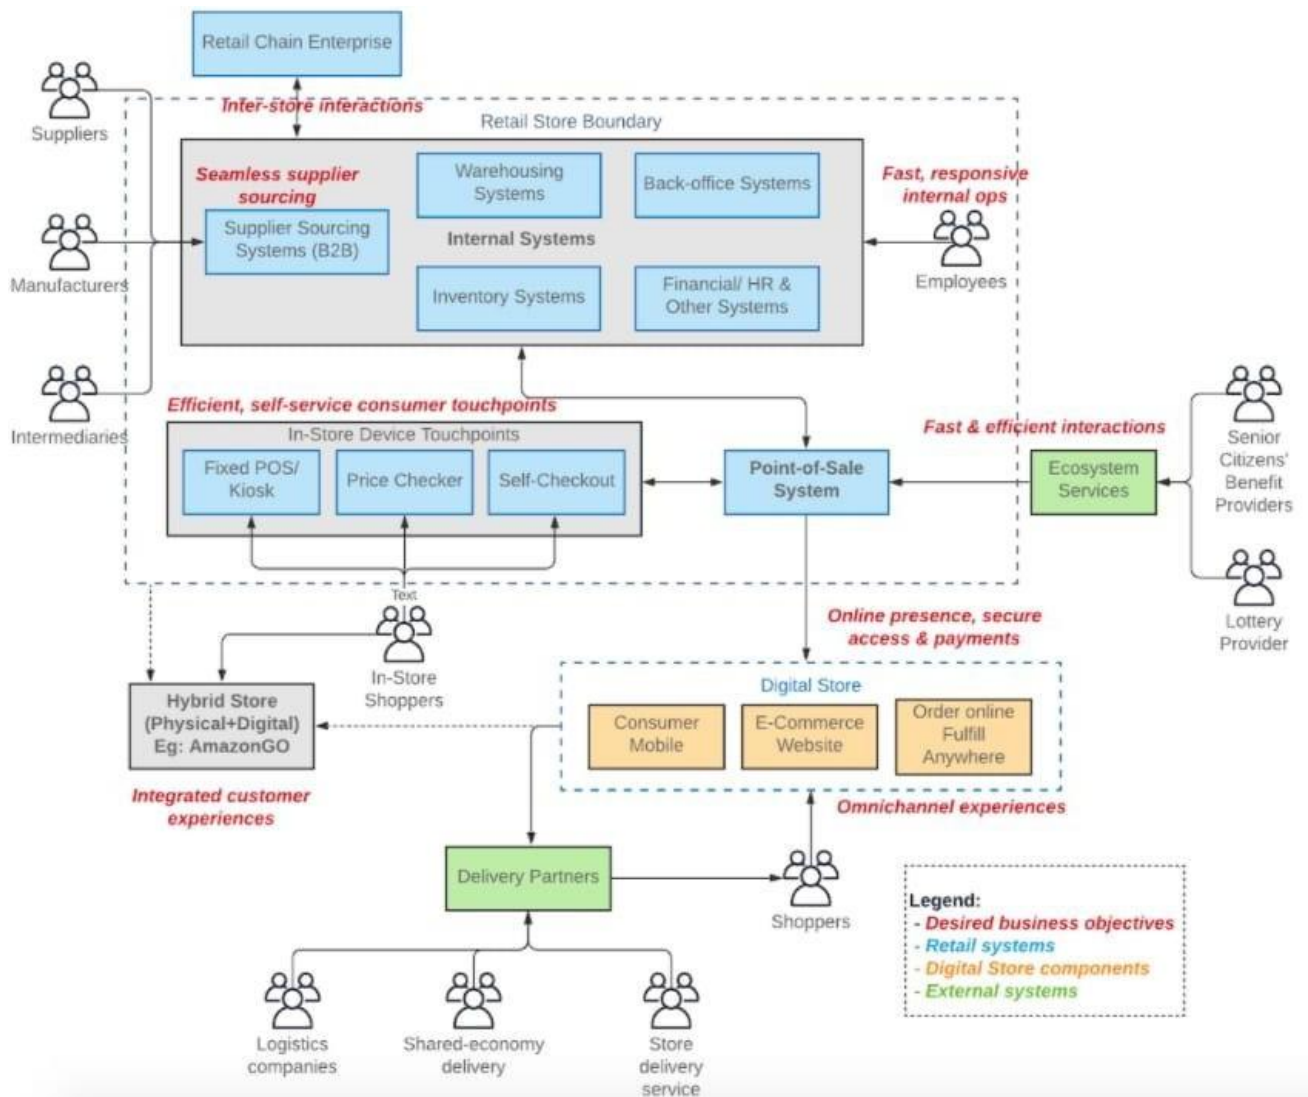 Retail Chain Enterprise
Suppliers
Inter-store interactions
Retail Store Boundary
Seamless supplier
sourcing
Warehousing
Systems
Back-office Systems
Fast, responsive
internal ops
Supplier Sourcing
Systems (B2B)
Internal Systems
Manufacturers
Employees
Inventory Systems
Financial/ HR &
Other Systems
Intermediaries
Efficient, self-service consumer touchpoints
In-Store Device Touchpoints
Fixed POS/
Kiosk
Price Checker
Self-Checkout
Point-of-Sale
System
Fast & efficient interactions
Ecosystem
Services
Senior
Citizens'
Benefit
Providers
Text
In-Store
Shoppers
Online presence, secure
access & payments
Lottery
Provider
Hybrid Store
(Physical+Digital)
Eg: AmazonGO
Integrated customer
experiences
Digital Store
Consumer
Mobile
E-Commerce
Website
Order online
Fulfill
Anywhere
Omnichannel experiences
Delivery Partners
Shoppers
Legend:
- Desired business objectives
- Retail systems
- Digital Store components
- External systems
Logistics
companies
Shared-economy
delivery
Store
delivery
service